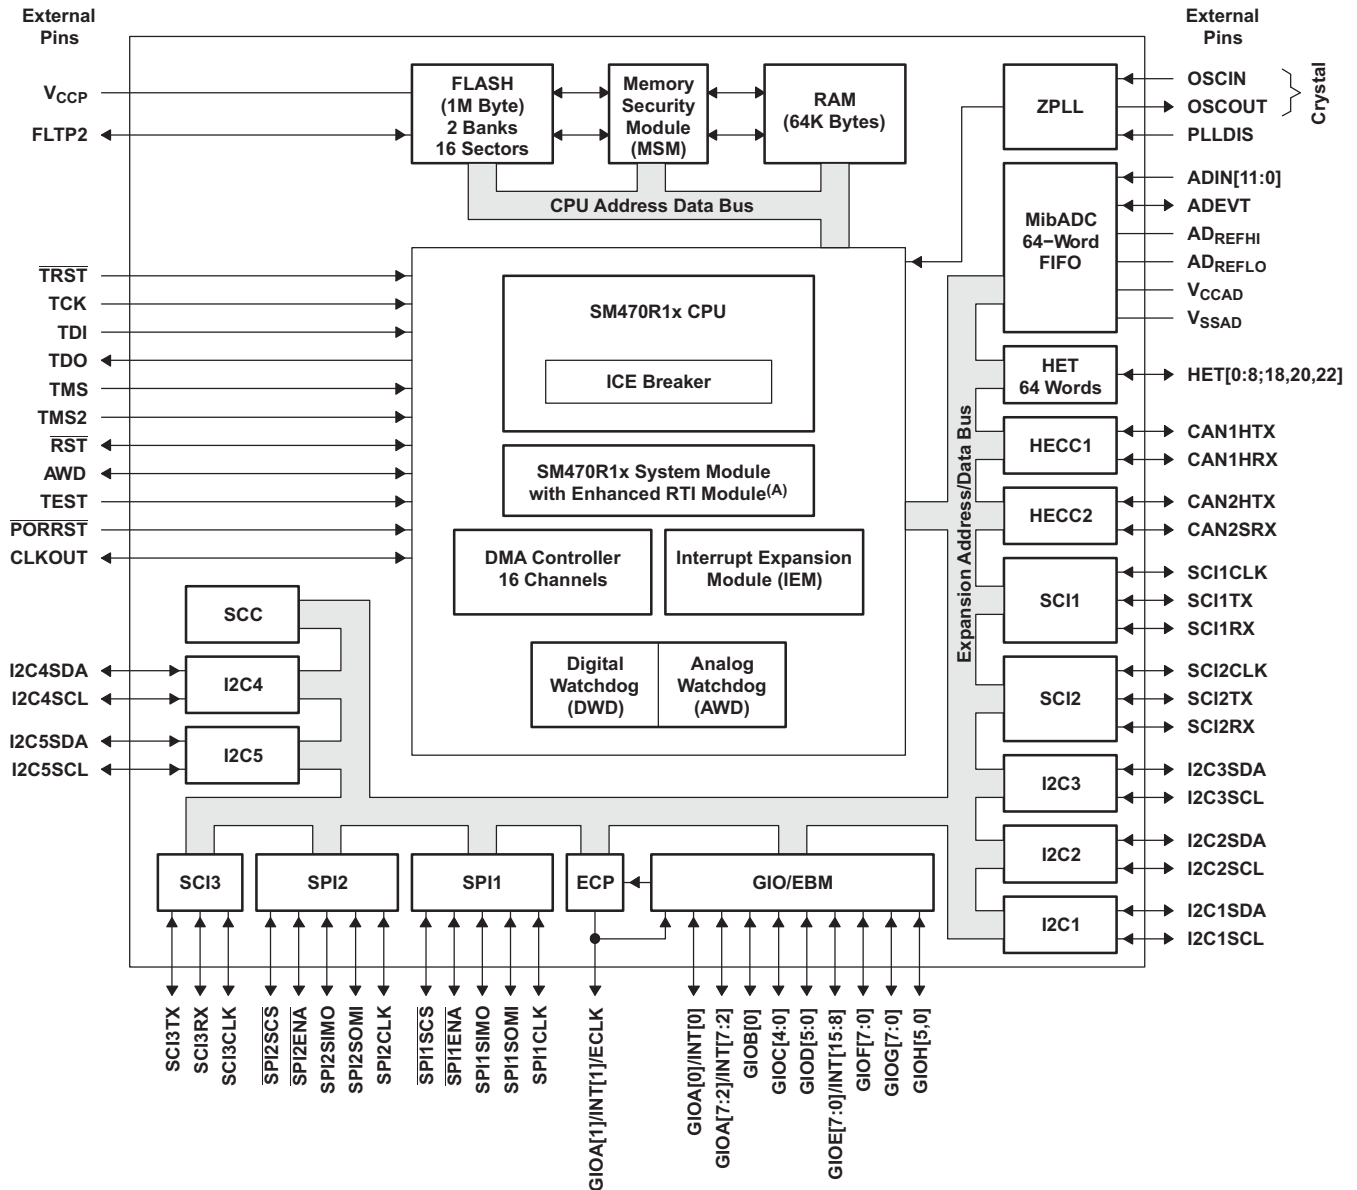 External
Pins
External
Pins
VCCP
FLTP2
FLASH
(1M Byte)
2 Banks
16 Sectors
Memory
Security
Module
(MSM)
RAM
(64K Bytes)
CPU Address Data Bus
ZPLL
OSCIN
OSCOUT
PLLDIS
Crystal
MibADC
64−Word
FIFO
ADIN[11:0]
ADEVT
ADREFHI
ADREFLO
VCCAD
VSSAD
TRST
TCK
TDI
TDO
TMS
TMS2
RST
AWD
TEST
PORRST
CLKOUT
SM470R1x CPU
ICE Breaker
SM470R1x System Module
with Enhanced RTI Module(A)
DMA Controller
16 Channels
Interrupt Expansion
Module (IEM)
Digital
Watchdog
(DWD)
Analog
Watchdog
(AWD)
Expansion Address/Data Bus
HET
64 Words
HET[0:8;18,20,22]
HECC1
CAN1HTX
CAN1HRX
HECC2
CAN2HTX
CAN2SRX
SCI1
SCI1CLK
SCI1TX
SCI1RX
SCI2
SCI2CLK
SCI2TX
SCI2RX
I2C3
I2C3SDA
I2C3SCL
I2C2
I2C2SDA
I2C2SCL
I2C1
I2C1SDA
I2C1SCL
SCC
I2C4SDA
I2C4SCL
I2C4
I2C5SDA
I2C5SCL
I2C5
SCI3
SPI2
SPI1
ECP
GIO/EBM
SCI3TX
SCI3RX
SCI3CLK
SPI2SCS
SPI2ENA
SPI2SIMO
SPI2SOMI
SPI2CLK
SPI1SCS
SPI1ENA
SPI1SIMO
SPI1SOMI
SPI1CLK
GIOA[1]/INT[1]/ECLK
GIOA[0]/INT[0]
GIOA[7:2]/INT[7:2]
GIOB[0]
GIOC[4:0]
GIOD[5:0]
GIOE[7:0]/INT[15:8]
GIOF[7:0]
GIOG[7:0]
GIOH[5,0]